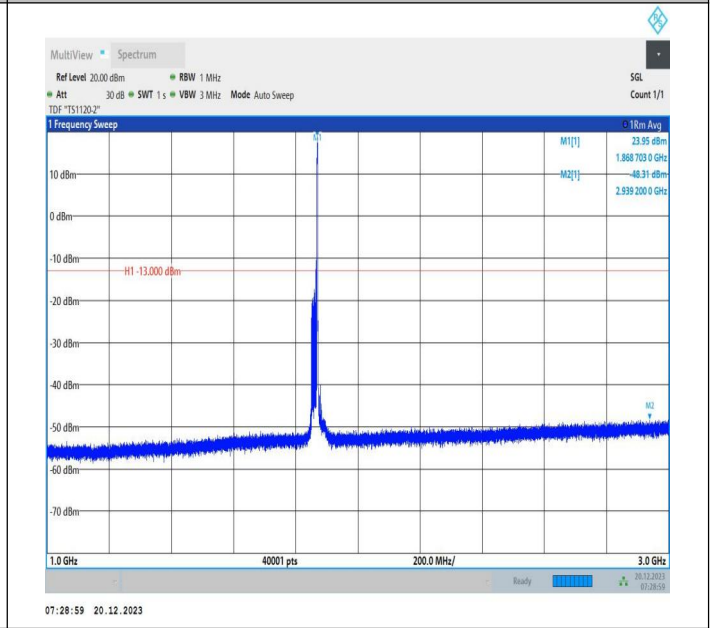 MultiView Spectrum
Ref Level 20.00 dBm RBW 1 MHz SGL
Att 30 dB SWT 1 s VBW 3 MHz Mode Auto Sweep Count 1/1
TDF "TS1120-2"
1 Frequency Sweep 1Rm Avg
M1
M1[1] 23.95 dBm
1.868 703 0 GHz
10 dBm
M2[1] -48.31 dBm
2.939 200 0 GHz
0 dBm
-10 dBm
H1 -13.000 dBm
-20 dBm
-30 dBm
-40 dBm
M2
-50 dBm
-60 dBm
-70 dBm
1.0 GHz 40001 pts 200.0 MHz/ 3.0 GHz
Ready 20.12.2023
07:28:59
07:28:59 20.12.2023